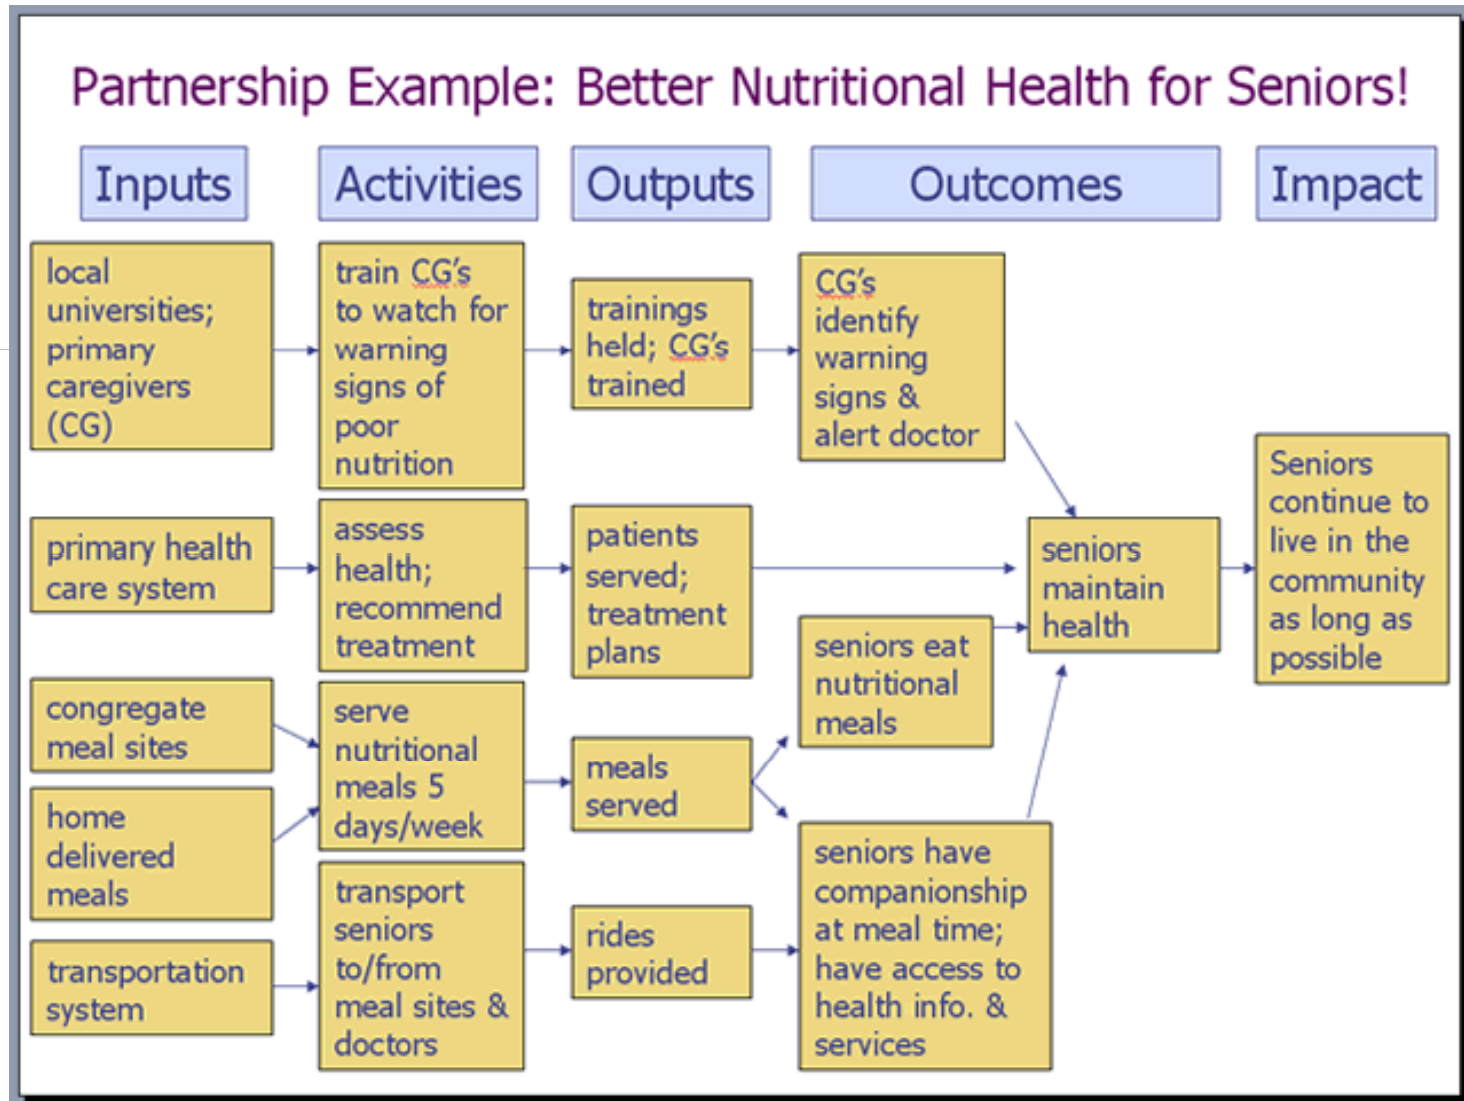 Partnership Example: Better Nutritional Health for Seniors!
Inputs
Activities
Outputs
Outcomes
Impact
local
universities;
primary
caregivers
(CG)
train CG's
to watch for
warning
signs of
poor
nutrition
trainings
held; CG's
trained
CG's
identify
warning
signs &
alert doctor
primary health
care system
assess
health;
recommend
treatment
patients
served;
treatment
plans
seniors
maintain
health
Seniors
continue to
live in the
community
as long as
possible
congregate
meal sites
home
delivered
meals
serve
nutritional
meals 5
days/week
meals
served
seniors eat
nutritional
meals
transportation
system
transport
seniors
to/from
meal sites &
doctors
rides
provided
seniors have
companionship
at meal time;
have access to
health info. &
services